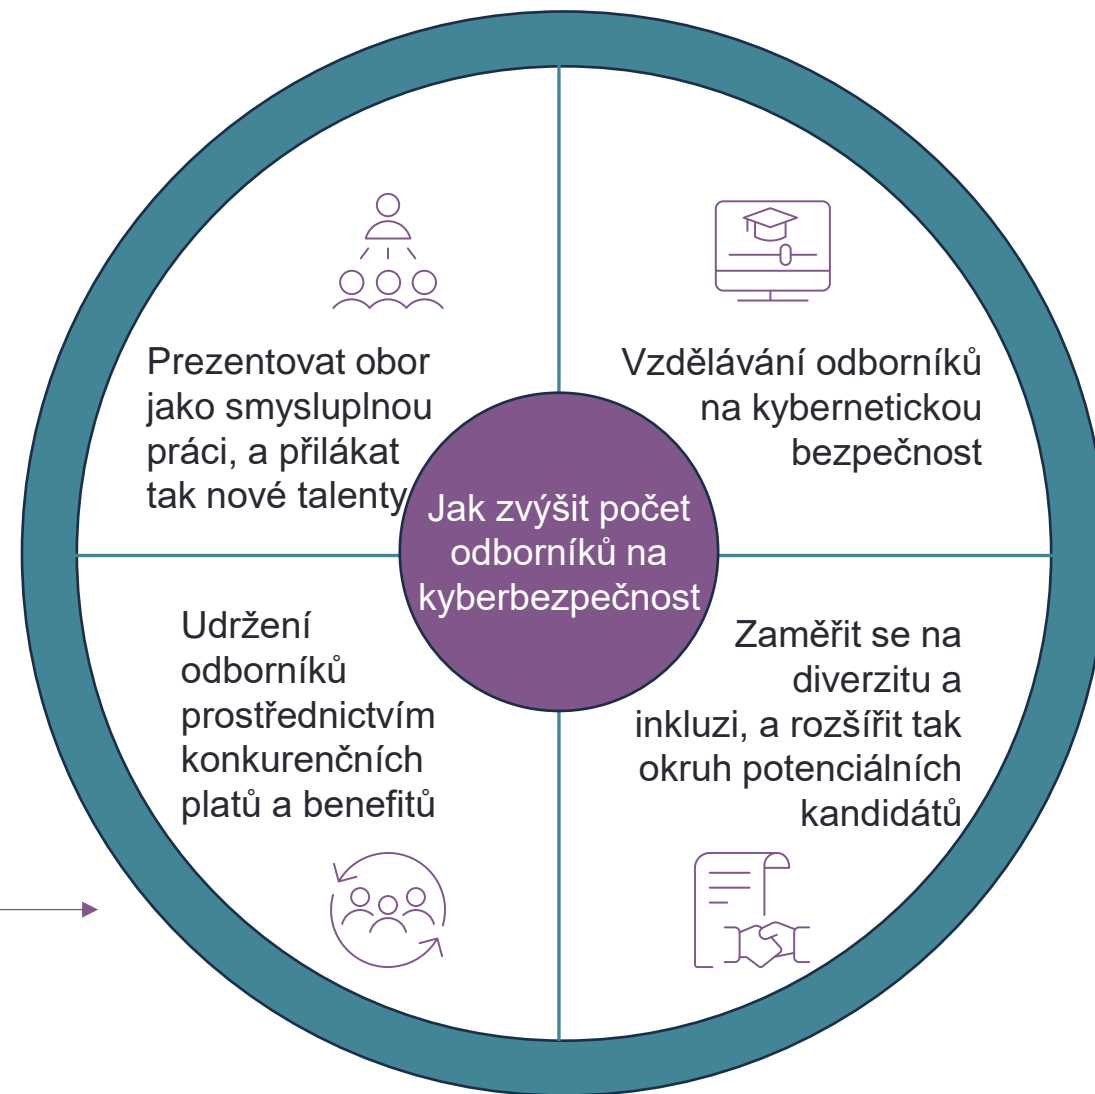 Prezentovat obor
jako smysluplnou
práci, a přilákat
tak nové talenty
Vzdělávání odborníků
na kybernetickou
bezpečnost
Jak zvýšit počet
odborníků na
kyberbezpečnost
Udržení
odborníků
prostřednictvím
konkurenčních
platů a benefitů
Zaměřit se na
diverzitu a
inkluzi, a rozšířit tak
okruh potenciálních
kandidátů